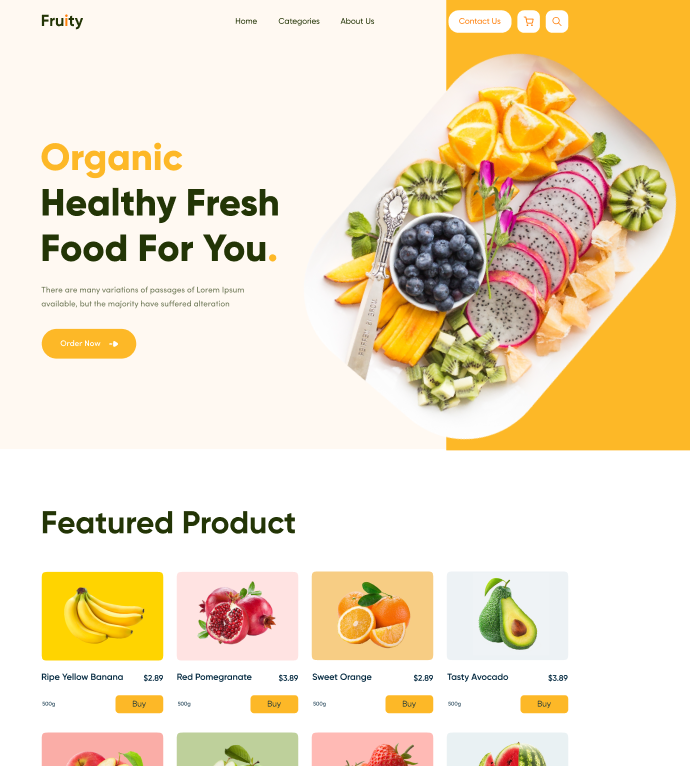 Fruity
Home Categories About Us Contact Us
Organic
Healthy Fresh
Food For You.
There are many variations of passages of Lorem Ipsum
available, but the majority have suffered alteration
Order Now
Featured Product
Ripe Yellow Banana $2.89
500g Buy
Red Pomegranate $3.89
500g Buy
Sweet Orange $2.89
500g Buy
Tasty Avocado $3.89
500g Buy